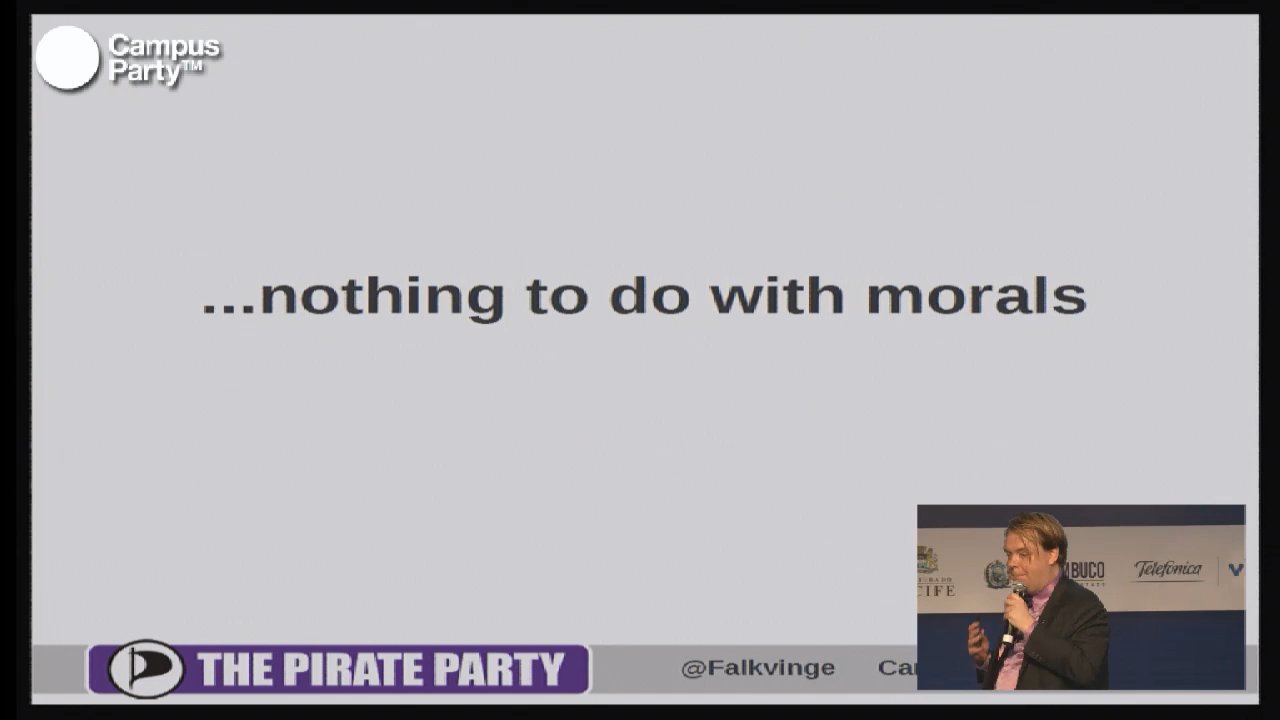 Campus
Party™
...nothing to do with morals
THE PIRATE PARTY
@Falkvinge
Telefónica